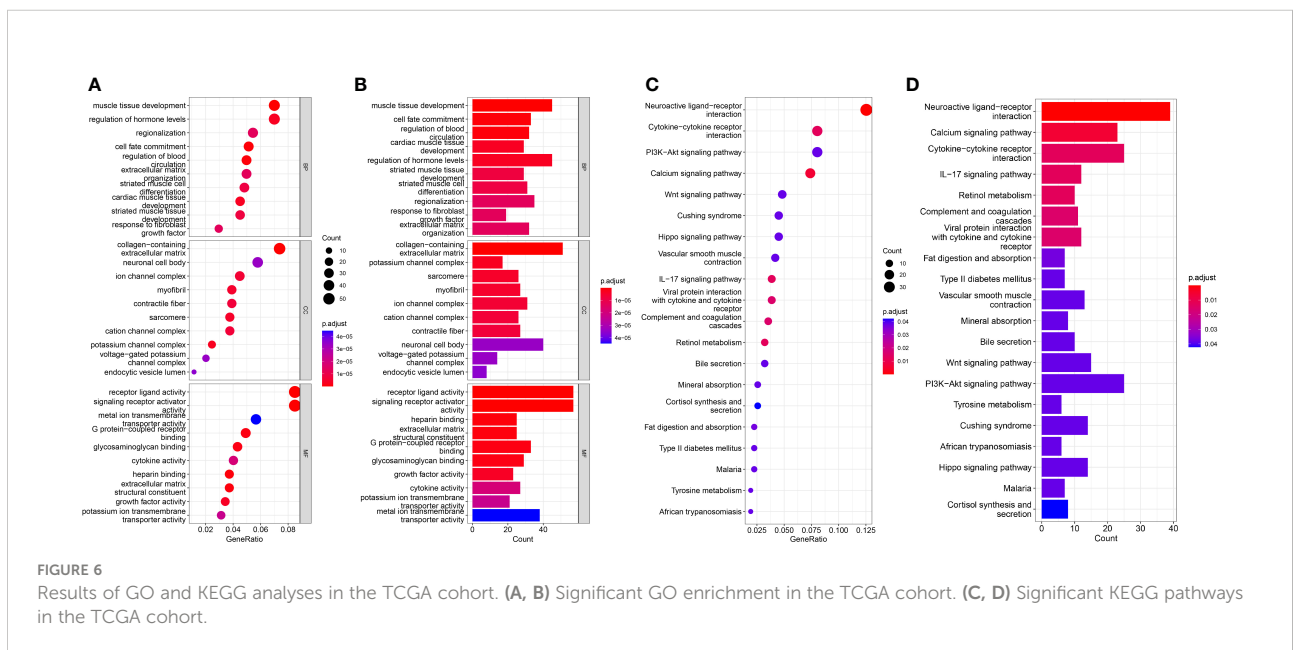 A
muscle tissue development
regulation of hormone levels
regionalization
cell fate commitment
regulation of blood
circulation
extracellular matrix
organization
striated muscle cell
differentiation
cardiac muscle tissue
development
striated muscle tissue
development
response to fibroblast
growth factor
BP
collagen−containing
extracellular matrix
neuronal cell body
ion channel complex
myofibril
contractile fiber
sarcomere
cation channel complex
potassium channel complex
voltage−gated potassium
channel complex
endocytic vesicle lumen
CC
receptor ligand activity
signaling receptor activator
activity
metal ion transmembrane
transporter activity
G protein−coupled receptor
binding
glycosaminoglycan binding
cytokine activity
heparin binding
extracellular matrix
structural constituent
growth factor activity
potassium ion transmembrane
transporter activity
MF
0.02 0.04 0.06 0.08
GeneRatio
Count
10
20
30
40
50
p.adjust
4e−05
3e−05
2e−05
1e−05
B
muscle tissue development
cell fate commitment
regulation of blood
circulation
cardiac muscle tissue
development
regulation of hormone levels
striated muscle tissue
development
striated muscle cell
differentiation
regionalization
response to fibroblast
growth factor
extracellular matrix
organization
BP
collagen−containing
extracellular matrix
potassium channel complex
sarcomere
myofibril
ion channel complex
cation channel complex
contractile fiber
neuronal cell body
voltage−gated potassium
channel complex
endocytic vesicle lumen
CC
receptor ligand activity
signaling receptor activator
activity
heparin binding
extracellular matrix
structural constituent
G protein−coupled receptor
binding
glycosaminoglycan binding
growth factor activity
cytokine activity
potassium ion transmembrane
transporter activity
metal ion transmembrane
transporter activity
MF
0 20 40
Count
p.adjust
1e−05
2e−05
3e−05
4e−05
C
Neuroactive ligand−receptor
interaction
Cytokine−cytokine receptor
interaction
PI3K−Akt signaling pathway
Calcium signaling pathway
Wnt signaling pathway
Cushing syndrome
Hippo signaling pathway
Vascular smooth muscle
contraction
IL−17 signaling pathway
Viral protein interaction
with cytokine and cytokine
receptor
Complement and coagulation
cascades
Retinol metabolism
Bile secretion
Mineral absorption
Cortisol synthesis and
secretion
Fat digestion and absorption
Type II diabetes mellitus
Malaria
Tyrosine metabolism
African trypanosomiasis
0.025 0.050 0.075 0.100 0.125
GeneRatio
Count
10
20
30
p.adjust
0.04
0.03
0.02
0.01
D
Neuroactive ligand−receptor
interaction
Calcium signaling pathway
Cytokine−cytokine receptor
interaction
IL−17 signaling pathway
Retinol metabolism
Complement and coagulation
cascades
Viral protein interaction
with cytokine and cytokine
receptor
Fat digestion and absorption
Type II diabetes mellitus
Vascular smooth muscle
contraction
Mineral absorption
Bile secretion
Wnt signaling pathway
PI3K−Akt signaling pathway
Tyrosine metabolism
Cushing syndrome
African trypanosomiasis
Hippo signaling pathway
Malaria
Cortisol synthesis and
secretion
0 10 20 30 40
Count
p.adjust
0.01
0.02
0.03
0.04
FIGURE 6
Results of GO and KEGG analyses in the TCGA cohort. (A, B) Significant GO enrichment in the TCGA cohort. (C, D) Significant KEGG pathways
in the TCGA cohort.